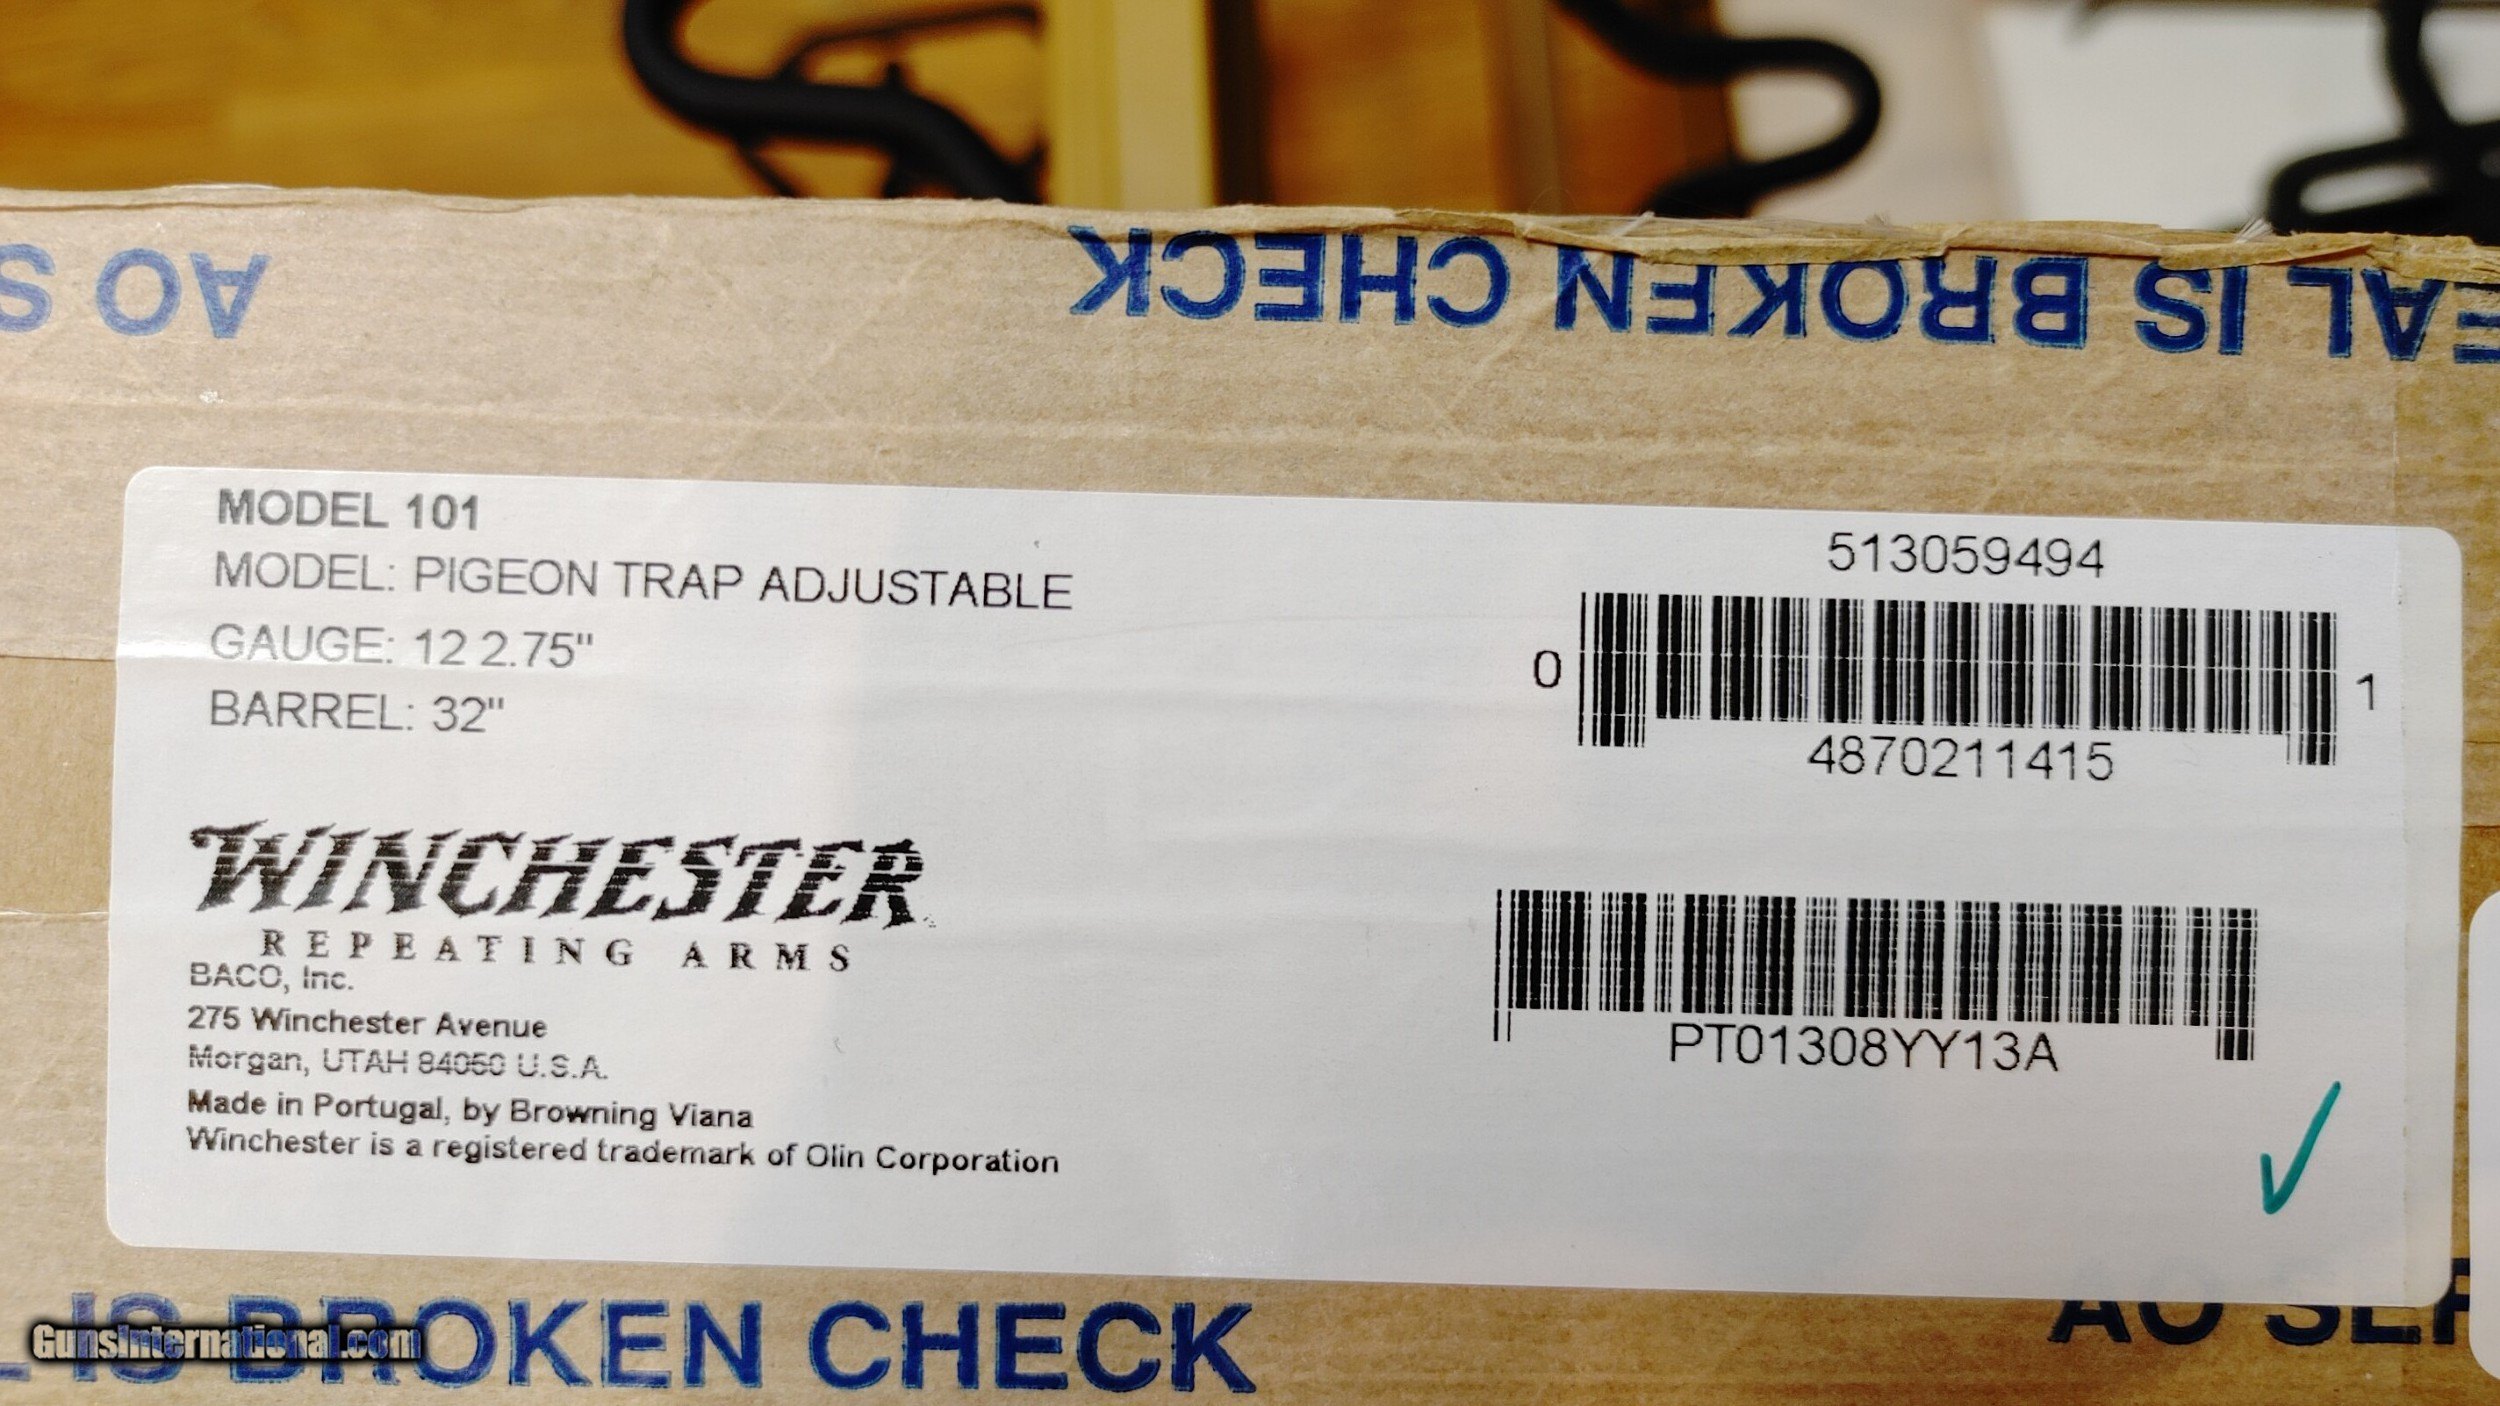 AO S
EAL IS BROKEN CHECK
MODEL 101
MODEL: PIGEON TRAP ADJUSTABLE
GAUGE: 12 2.75"
BARREL: 32"
513059494
0 1
4870211415
WINCHESTER
REPEATING ARMS
BACO, Inc.
275 Winchester Avenue
Morgan, UTAH 84050 U.S.A.
Made in Portugal, by Browning Viana
Winchester is a registered trademark of Olin Corporation
PT01308YY13A
L IS BROKEN CHECK
AO SER
GunsInternational.com